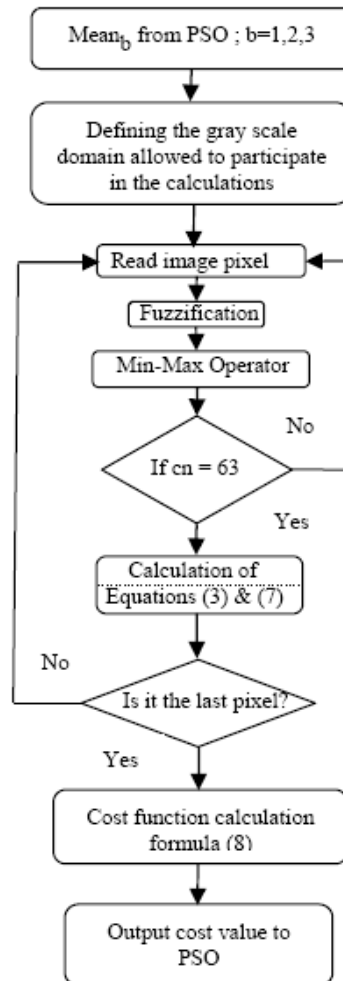 Mean_b from PSO ; b=1,2,3
Defining the gray scale
domain allowed to participate
in the calculations
Read image pixel
Fuzzification
Min-Max Operator
No
If cn = 63
Yes
Calculation of
Equations (3) & (7)
No
Is it the last pixel?
Yes
Cost function calculation
formula (8)
Output cost value to
PSO